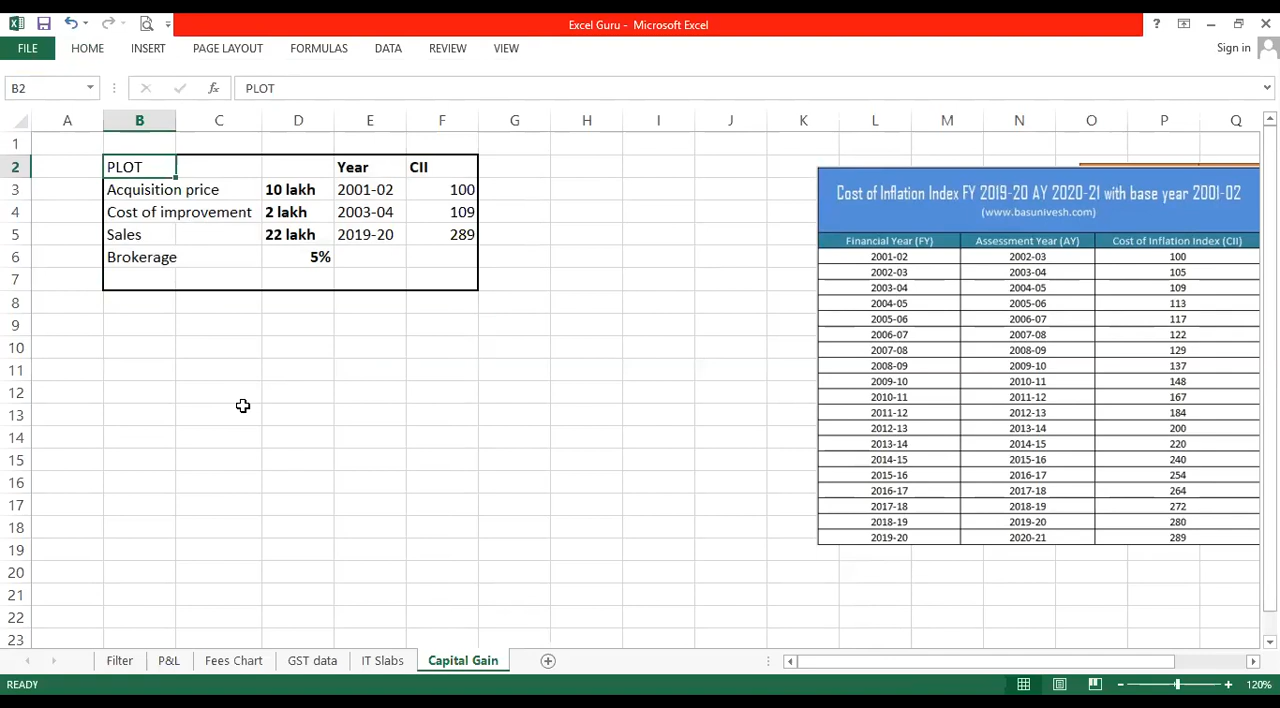 Excel Guru - Microsoft Excel
?
FILE HOME INSERT PAGE LAYOUT FORMULAS DATA REVIEW VIEW Sign in
B2 fx PLOT
A B C D E F G H I J K L M N O P Q
1
2 PLOT Year CII
3 Acquisition price 10 lakh 2001-02 100
4 Cost of improvement 2 lakh 2003-04 109
5 Sales 22 lakh 2019-20 289
6 Brokerage 5%
7
8
9
10
11
12
13
14
15
16
17
18
19
20
21
22
23
Cost of Inflation Index FY 2019-20 AY 2020-21 with base year 2001-02
(www.basunivesh.com)
Financial Year (FY) Assessment Year (AY) Cost of Inflation Index (CII)
2001-02 2002-03 100
2002-03 2003-04 105
2003-04 2004-05 109
2004-05 2005-06 113
2005-06 2006-07 117
2006-07 2007-08 122
2007-08 2008-09 129
2008-09 2009-10 137
2009-10 2010-11 148
2010-11 2011-12 167
2011-12 2012-13 184
2012-13 2013-14 200
2013-14 2014-15 220
2014-15 2015-16 240
2015-16 2016-17 254
2016-17 2017-18 264
2017-18 2018-19 272
2018-19 2019-20 280
2019-20 2020-21 289
Filter P&L Fees Chart GST data IT Slabs Capital Gain
READY 120%